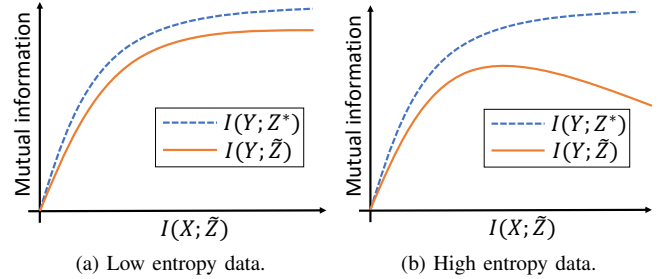 Mutual information
I(Y; Z*)
I(Y; Z̃)
I(X; Z̃)
(a) Low entropy data.
Mutual information
I(Y; Z*)
I(Y; Z̃)
I(X; Z̃)
(b) High entropy data.